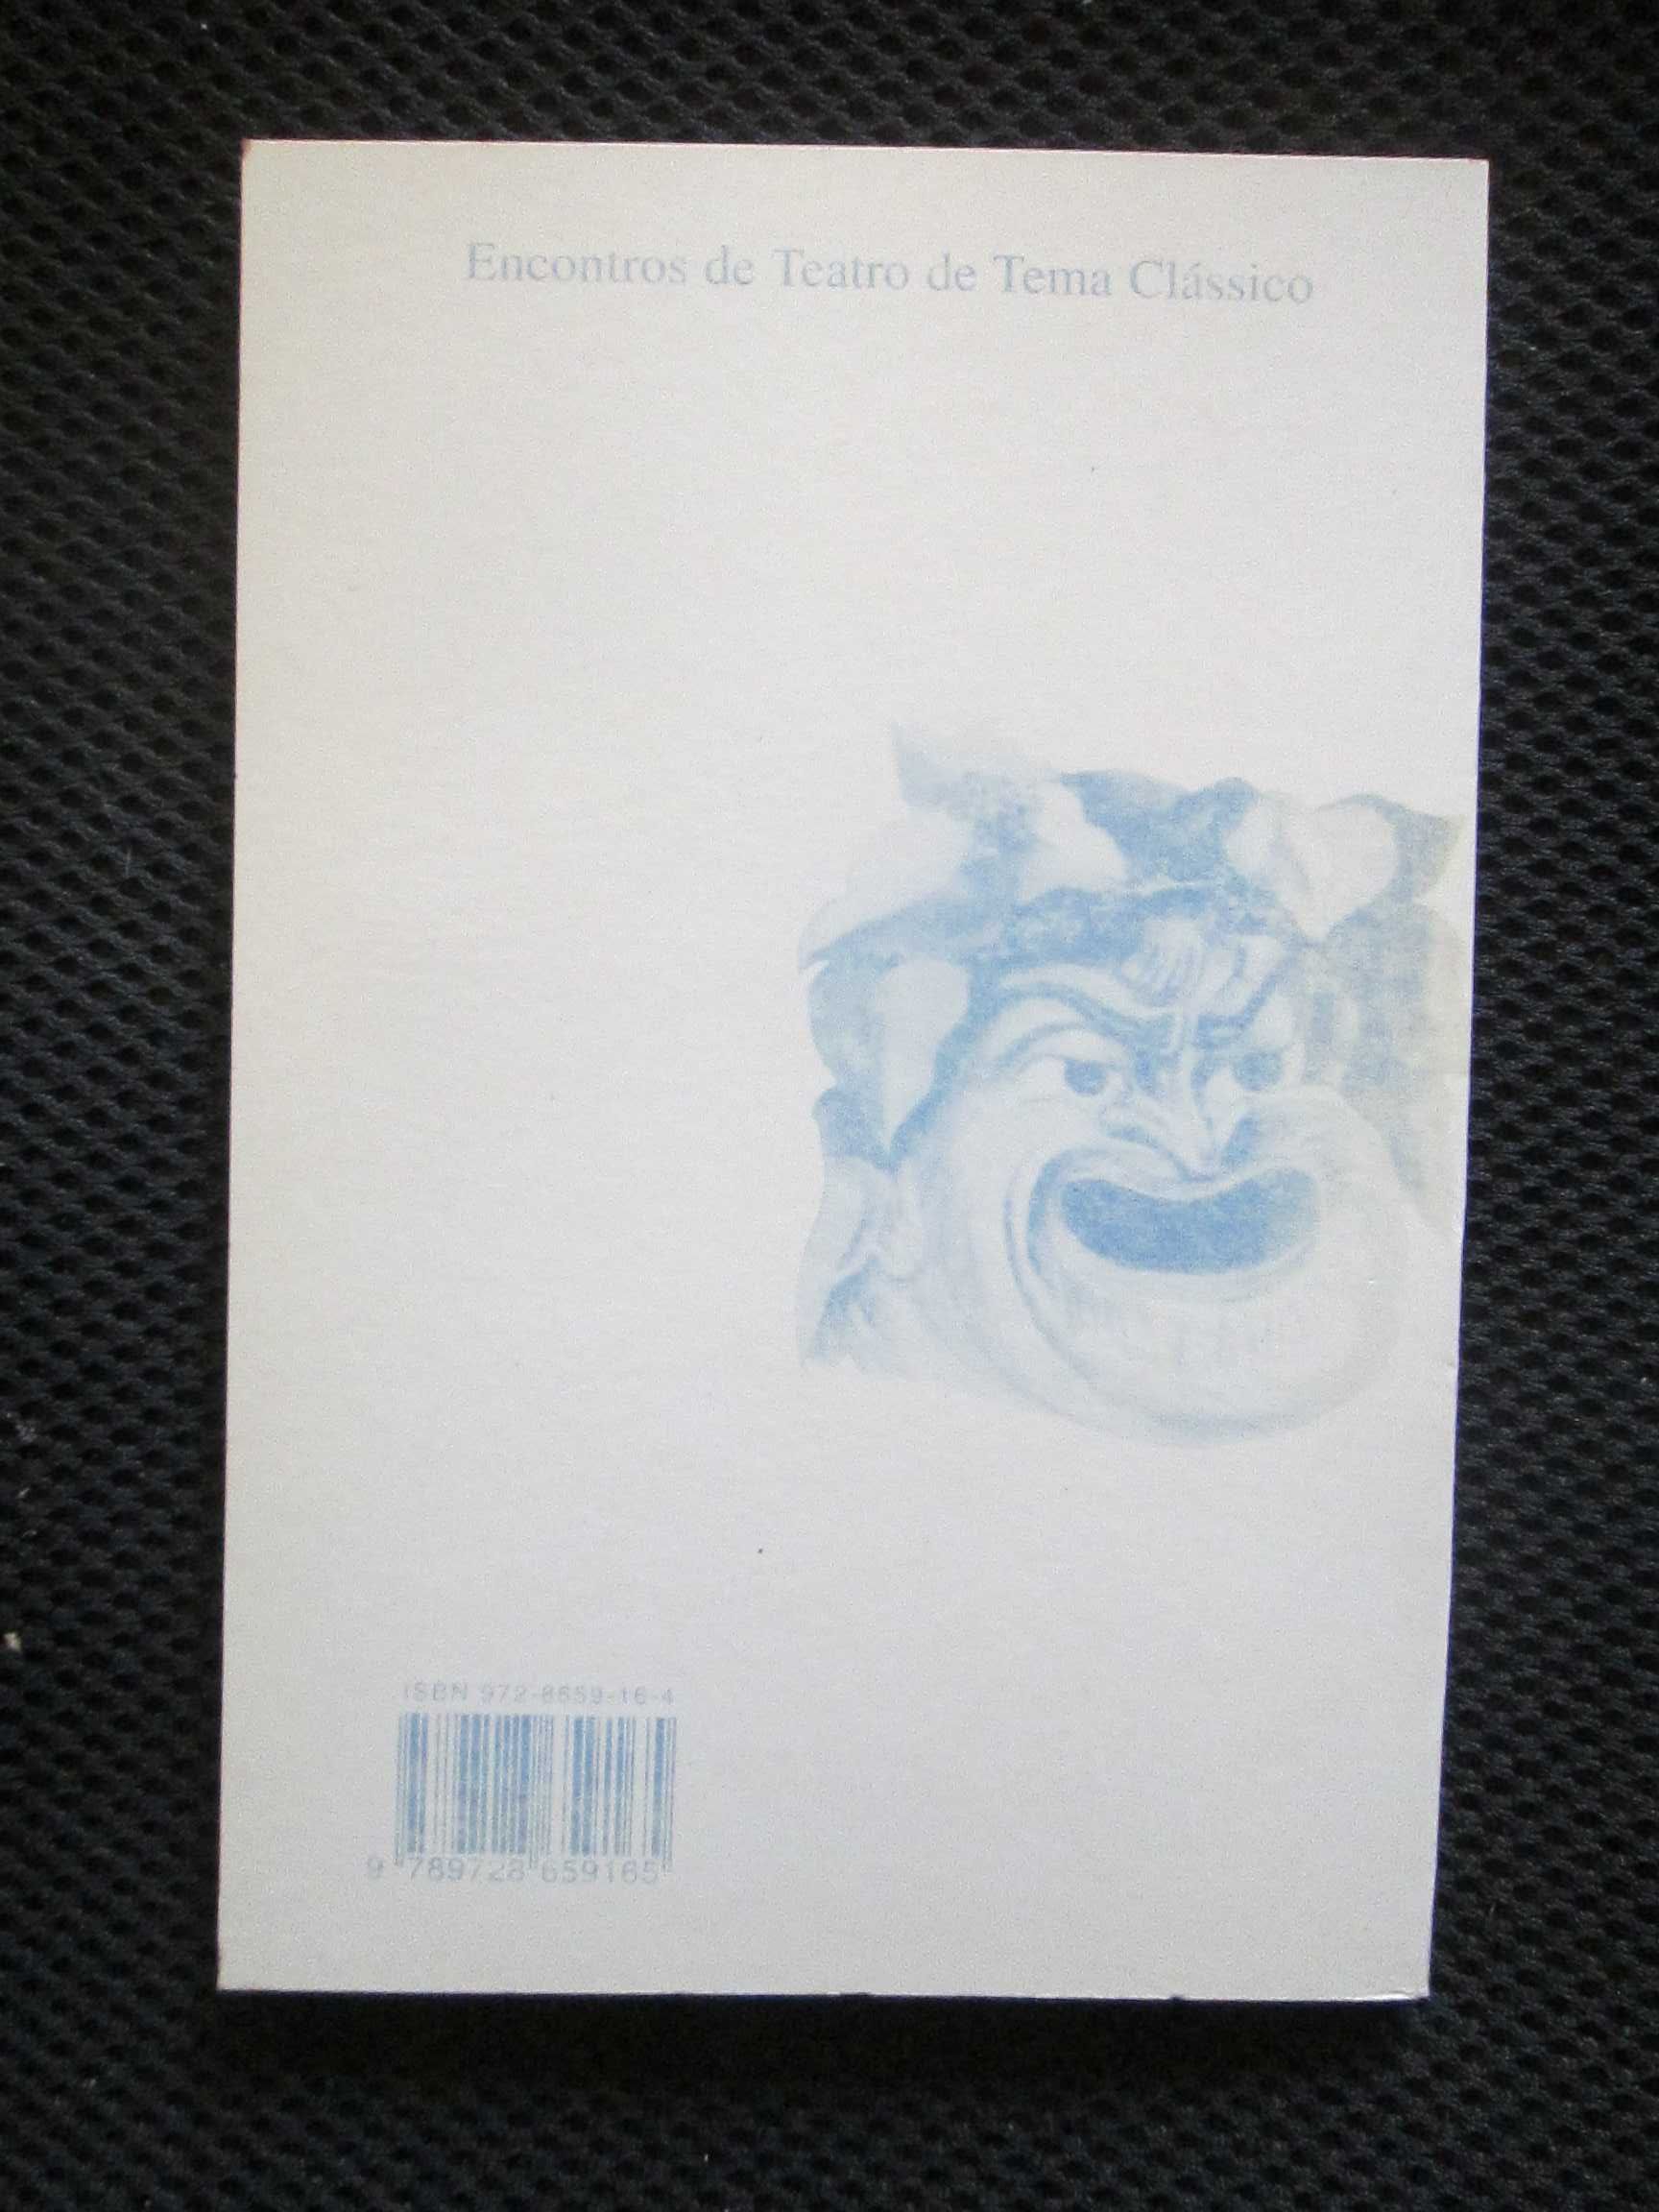 Encontros de Teatro de Tema Clássico
ISBN 972-8659-16-4
9 789728 659165